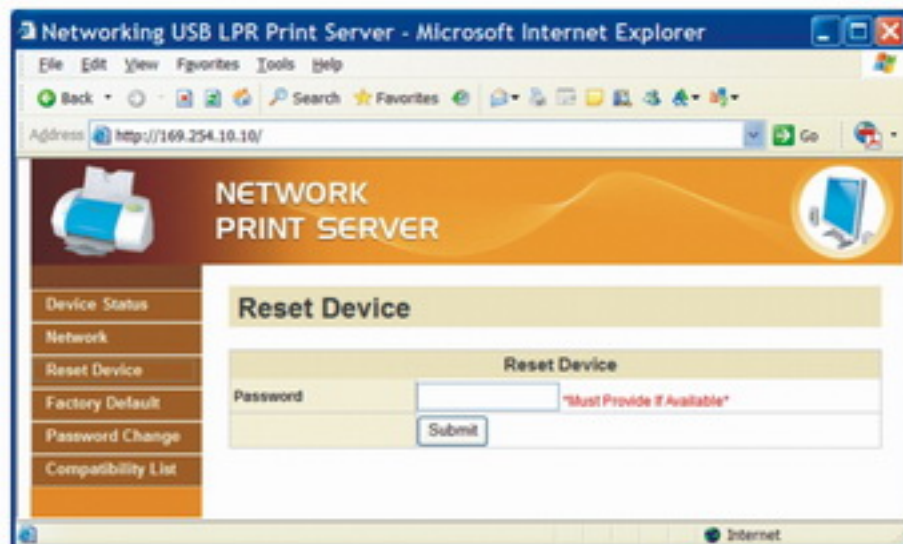 Networking USB LPR Print Server - Microsoft Internet Explorer
File Edit View Favorites Tools Help
Back Search Favorites
Address http://169.254.10.10/ Go
NETWORK
PRINT SERVER
Device Status
Network
Reset Device
Factory Default
Password Change
Compatibility List
Reset Device
Reset Device
Password *Must Provide If Available*
Submit
Internet